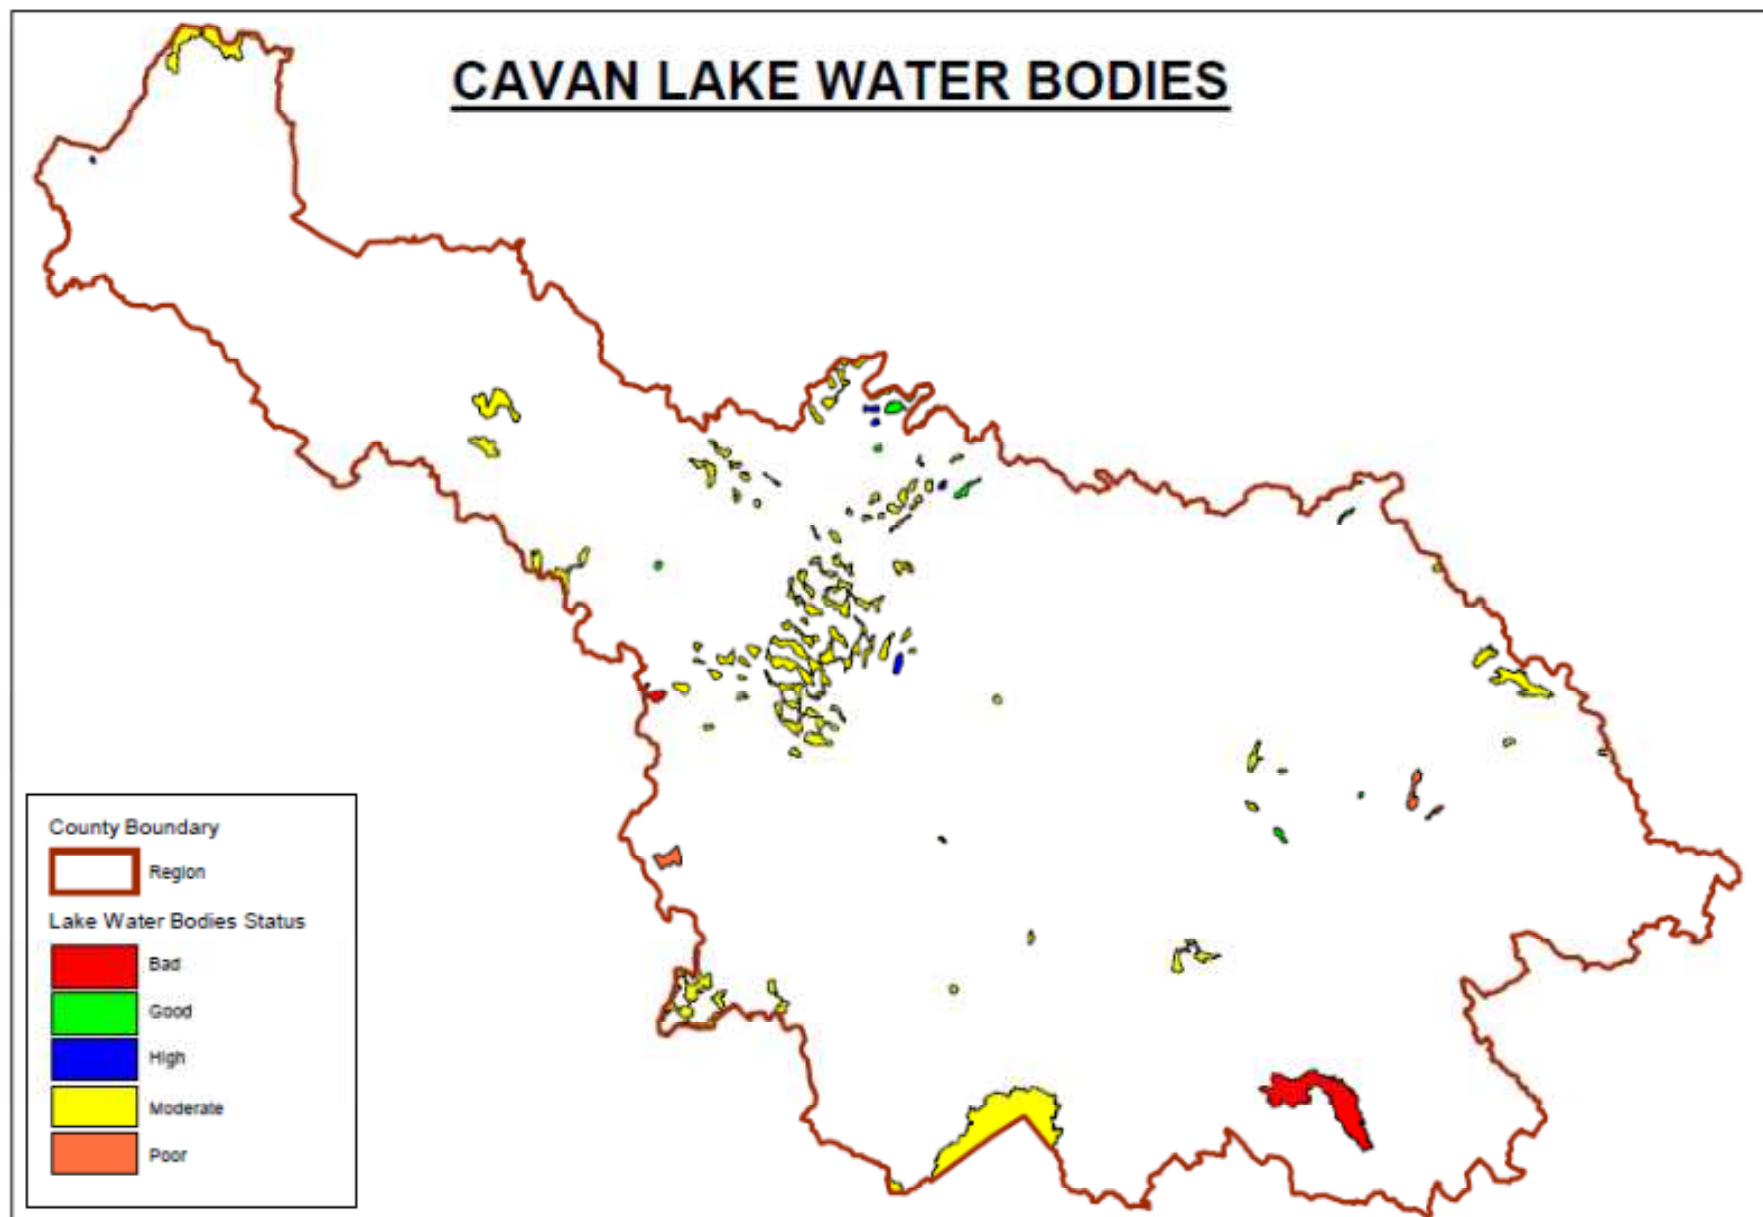 CAVAN LAKE WATER BODIES
County Boundary
Region
Lake Water Bodies Status
Bad
Good
High
Moderate
Poor